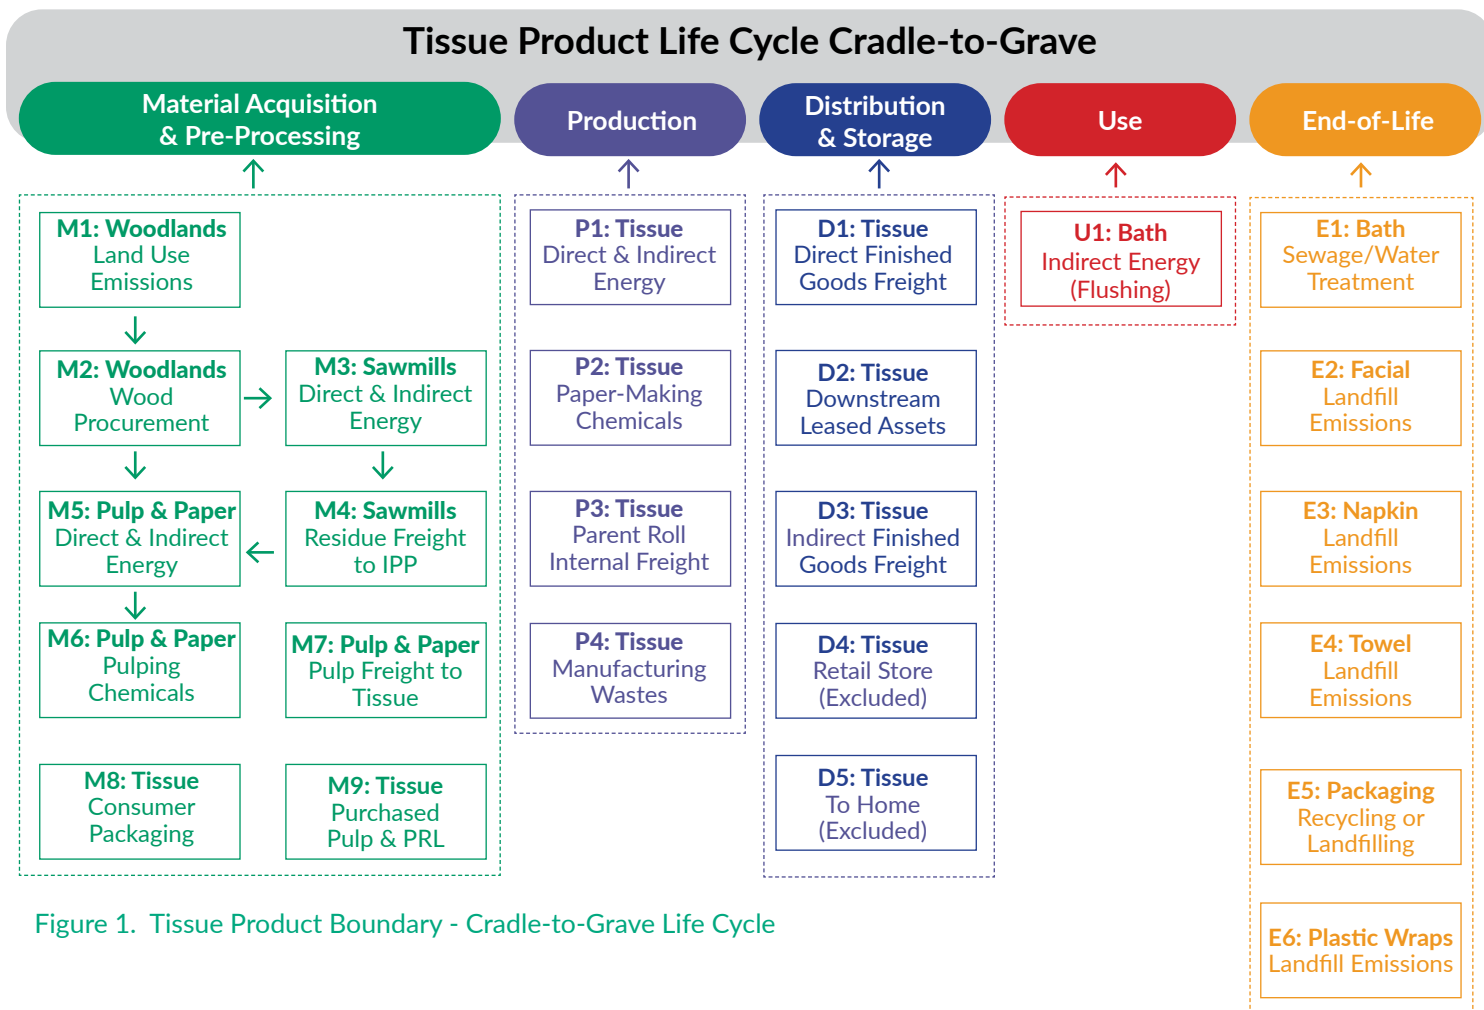 Tissue Product Life Cycle Cradle-to-Grave
Material Acquisition
& Pre-Processing
Production
Distribution
& Storage
Use
End-of-Life
M1: Woodlands
Land Use
Emissions
M2: Woodlands
Wood
Procurement
M3: Sawmills
Direct & Indirect
Energy
M5: Pulp & Paper
Direct & Indirect
Energy
M4: Sawmills
Residue Freight
to IPP
M6: Pulp & Paper
Pulping
Chemicals
M7: Pulp & Paper
Pulp Freight to
Tissue
M8: Tissue
Consumer
Packaging
M9: Tissue
Purchased
Pulp & PRL
P1: Tissue
Direct & Indirect
Energy
P2: Tissue
Paper-Making
Chemicals
P3: Tissue
Parent Roll
Internal Freight
P4: Tissue
Manufacturing
Wastes
D1: Tissue
Direct Finished
Goods Freight
D2: Tissue
Downstream
Leased Assets
D3: Tissue
Indirect Finished
Goods Freight
D4: Tissue
Retail Store
(Excluded)
D5: Tissue
To Home
(Excluded)
U1: Bath
Indirect Energy
(Flushing)
E1: Bath
Sewage/Water
Treatment
E2: Facial
Landfill
Emissions
E3: Napkin
Landfill
Emissions
E4: Towel
Landfill
Emissions
E5: Packaging
Recycling or
Landfilling
E6: Plastic Wraps
Landfill Emissions
Figure 1. Tissue Product Boundary - Cradle-to-Grave Life Cycle